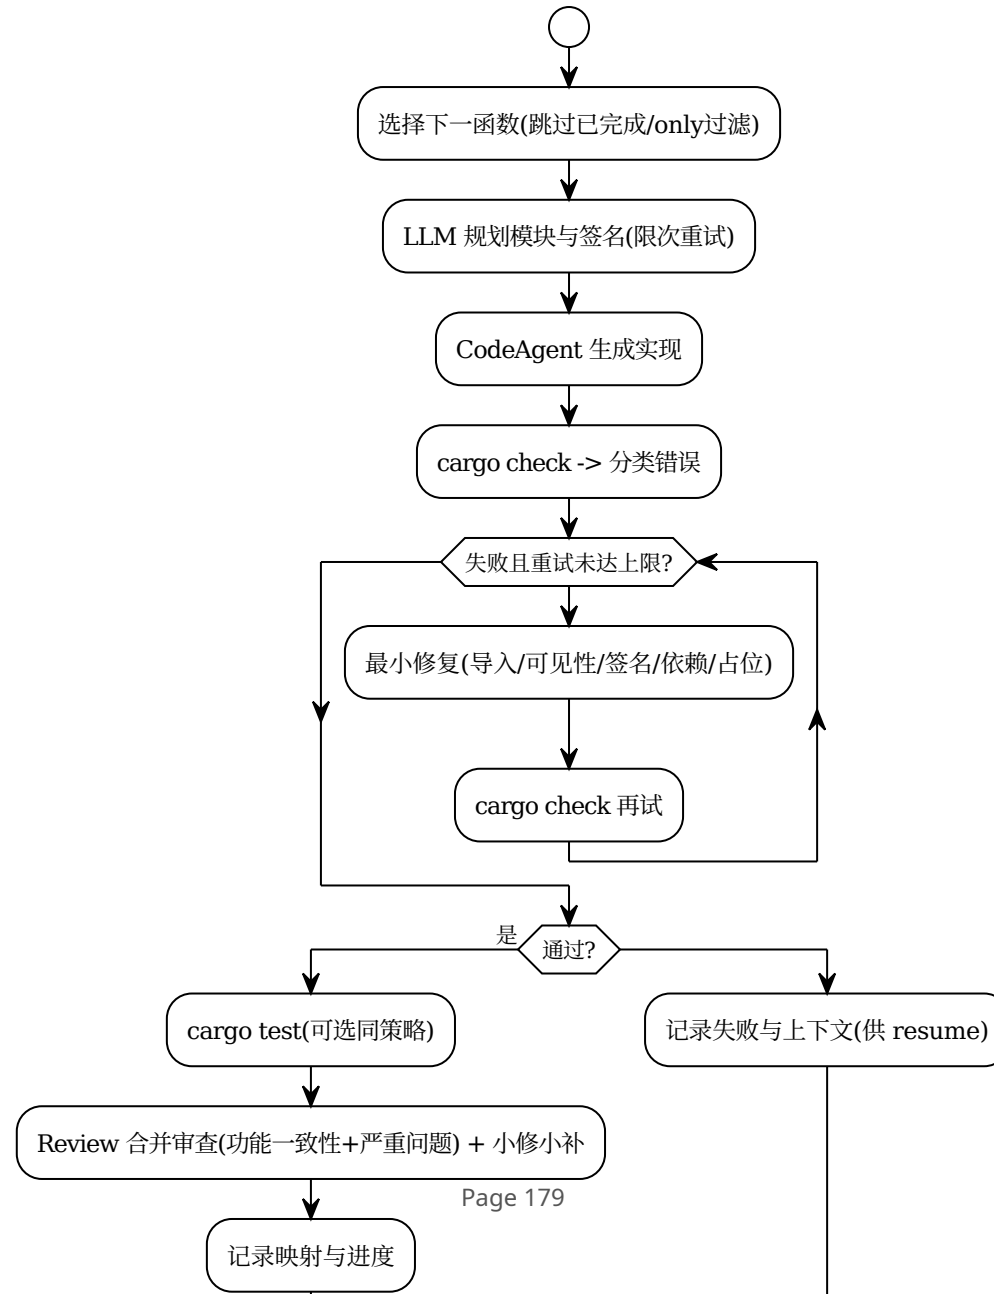 选择下一函数(跳过已完成/only过滤)
LLM 规划模块与签名(限次重试)
CodeAgent 生成实现
cargo check -> 分类错误
失败且重试未达上限?
最小修复(导入/可见性/签名/依赖/占位)
cargo check 再试
是
通过?
cargo test(可选同策略)
记录失败与上下文(供 resume)
Review 合并审查(功能一致性+严重问题) + 小修小补
Page 179
记录映射与进度